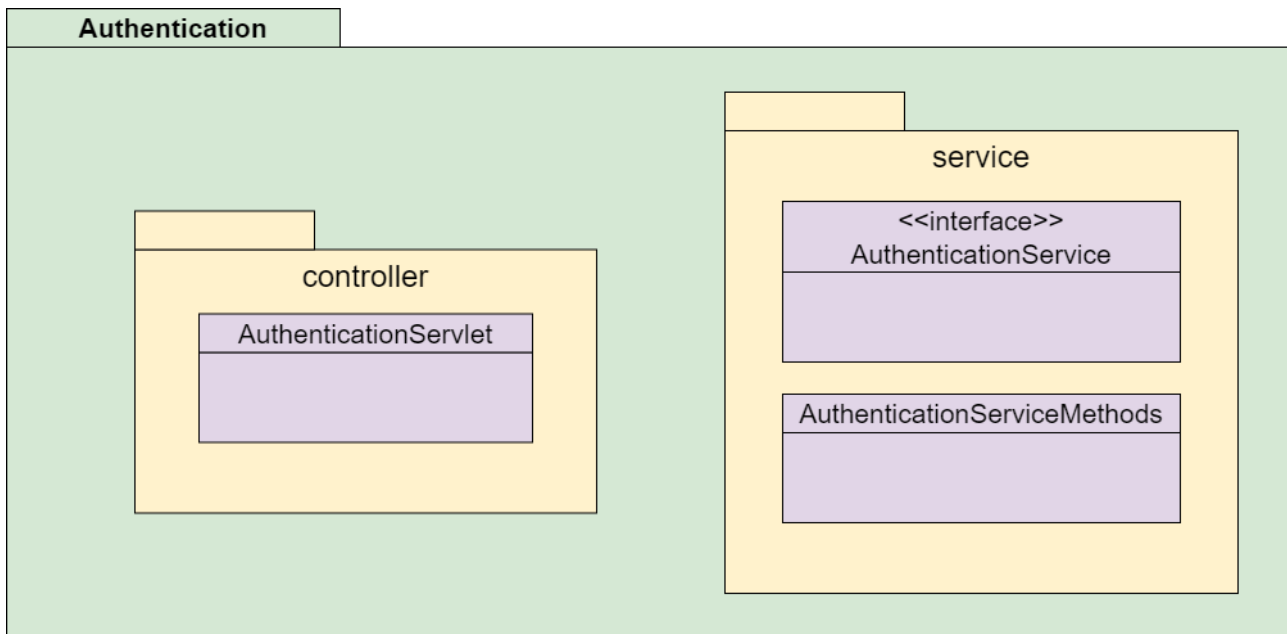 Authentication
controller
AuthenticationServlet
service
<<interface>>
AuthenticationService
AuthenticationServiceMethods